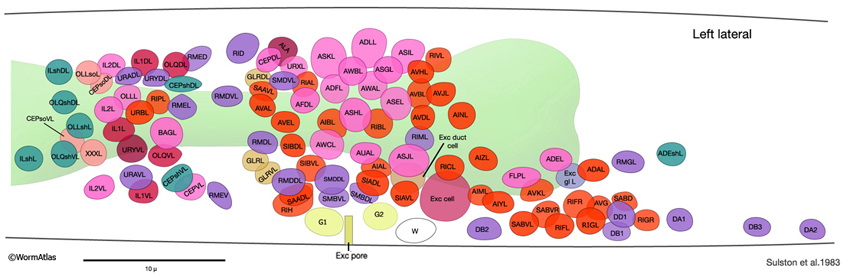 Left lateral
ALA
ADLL
RID
ASKL
ASIL
RIVL
ILshDL
OLLsoL
IL2DL
IL1DL
OLQDL
RMED
CEPDL
URXL
AWBL
ASGL
AVHL
CEPsoDL
URADL
URYDL
CEPshDL
GLRDL
SMDVL
RIAL
ADFL
AWAL
AVBL
AVJL
OLQshDL
OLLL
RIPL
RMEL
RMDVL
SAAVL
AFDL
ASEL
IL2L
URBL
AVAL
ASHL
AVDL
AINL
CEPsoVL
OLLshL
IL1L
BAGL
AVEL
AIBL
RIBL
Exc duct
cell
RMDL
SIBDL
AWCL
RIML
ILshL
OLQshVL
XXXL
URYVL
OLQVL
GLRL
SIBVL
AUAL
ASJL
AIZL
ADEL
RMGL
ADEshL
GLRVL
AIAL
RICL
FLPL
Exc
gl L
ADAL
IL2VL
URAVL
CEPshVL
RMDDL
SMDDL
SIADL
IL1VL
CEPVL
RMEV
SAADL
SMBVL
SMBDL
SIAVL
Exc cell
AIML
AVKL
RIH
AIYL
RIFR
AVG
SABD
G1
G2
SABVR
DD1
RIGR
DA1
W
DB2
SABVL
RIFL
RIGL
DB1
DB3
DA2
Exc pore
©WormAtlas
10 µ
Sulston et al.1983